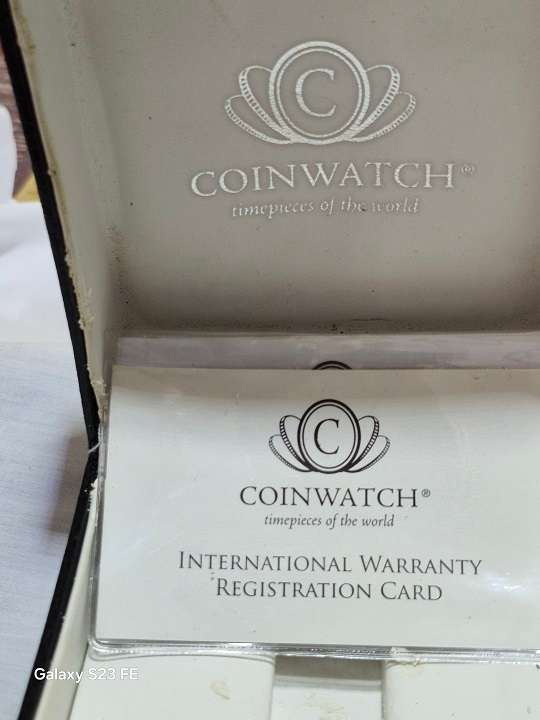 C
COINWATCH®
timepieces of the world
C
COINWATCH®
timepieces of the world
INTERNATIONAL WARRANTY
REGISTRATION CARD
Galaxy S23 FE